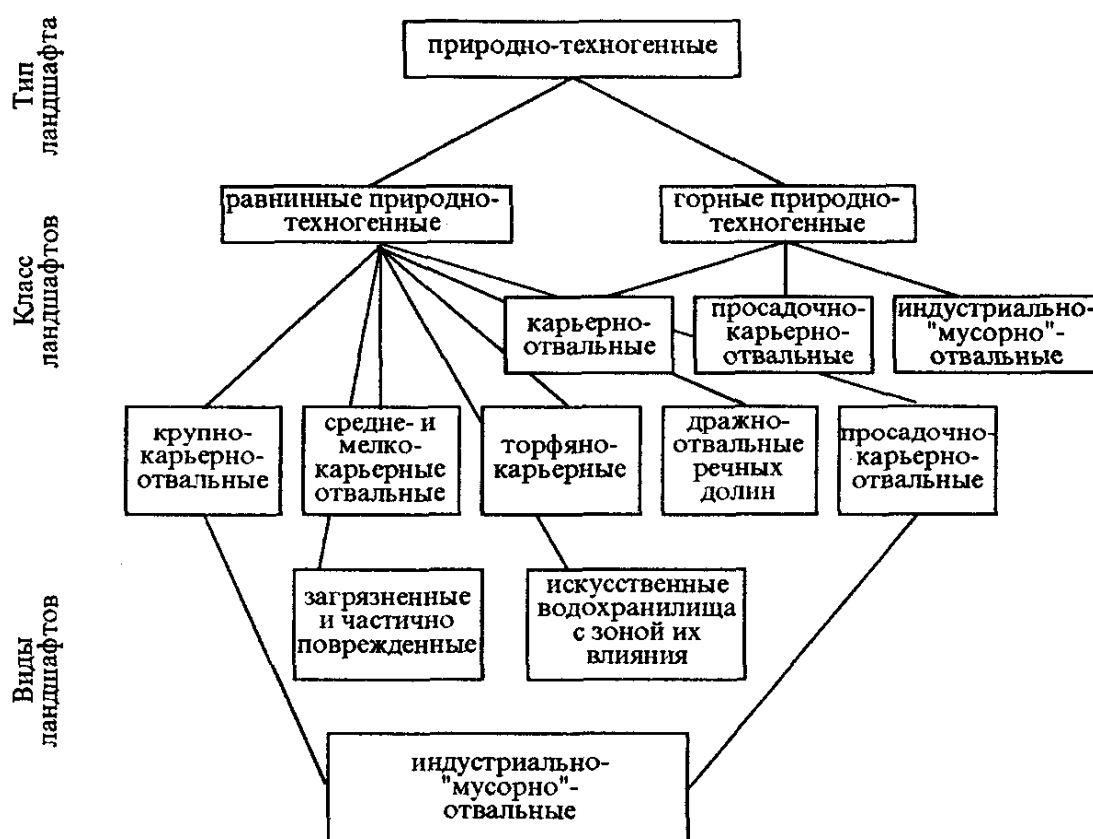 Тип
ландшафта
природно-техногенные
Класс
ландшафтов
равнинные природно-
техногенные
горные природно-
техногенные
карьерно-
отвальные
просадочно-
карьерно-
отвальные
индустриально-
"мусорно"-
отвальные
Виды
ландшафтов
крупно-
карьерно-
отвальные
средне- и
мелко-
карьерные
отвальные
торфяно-
карьерные
дражно-
отвальные
речных
долин
просадочно-
карьерно-
отвальные
загрязненные
и частично
поврежденные
искусственные
водохранилища
с зоной их
влияния
индустриально-
"мусорно"-
отвальные